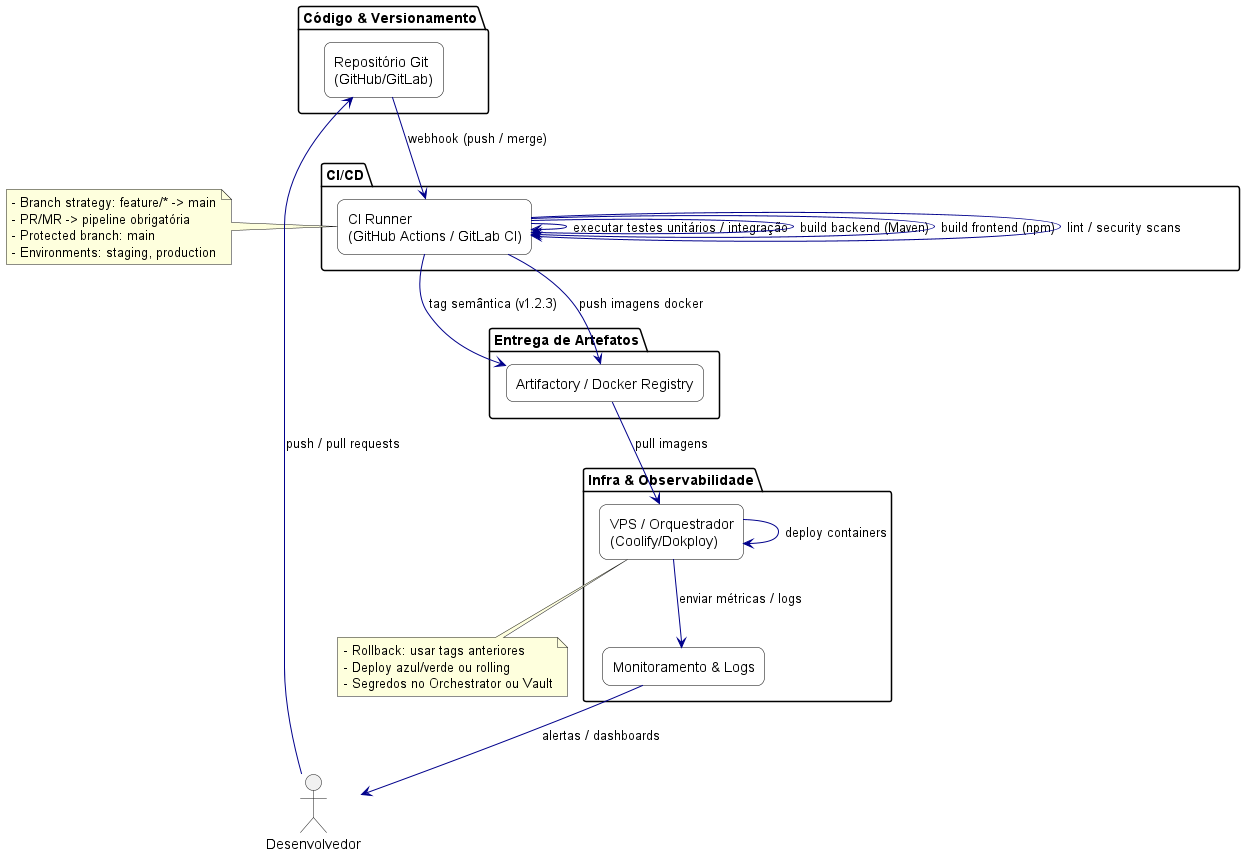 Código & Versionamento
Repositório Git
(GitHub/GitLab)
webhook (push / merge)
CI/CD
- Branch strategy: feature/* -> main
- PR/MR -> pipeline obrigatória
- Protected branch: main
- Environments: staging, production
CI Runner
(GitHub Actions / GitLab CI)
executar testes unitários / integração
build backend (Maven)
build frontend (npm)
lint / security scans
tag semântica (v1.2.3)
push imagens docker
Entrega de Artefatos
Artifactory / Docker Registry
push / pull requests
pull imagens
Infra & Observabilidade
VPS / Orquestrador
(Coolify/Dokploy)
deploy containers
enviar métricas / logs
- Rollback: usar tags anteriores
- Deploy azul/verde ou rolling
- Segredos no Orchestrator ou Vault
Monitoramento & Logs
alertas / dashboards
Desenvolvedor